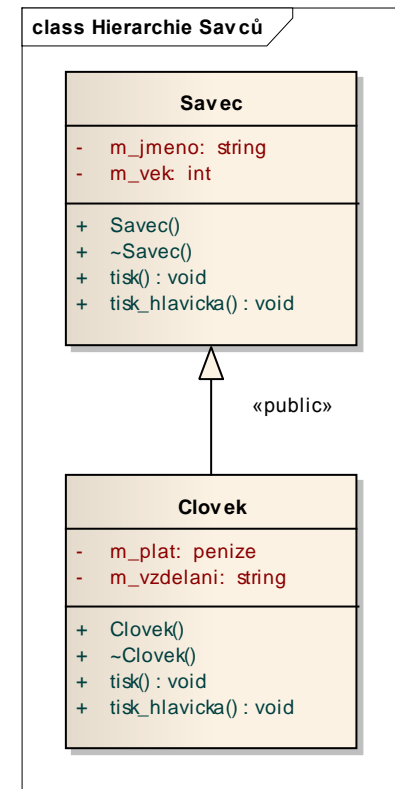 class Hierarchie Savců
Savec
- m_jmeno: string
- m_vek: int
+ Savec()
+ ~Savec()
+ tisk() : void
+ tisk_hlavicka() : void
«public»
Clovek
- m_plat: penize
- m_vzdelani: string
+ Clovek()
+ ~Clovek()
+ tisk() : void
+ tisk_hlavicka() : void